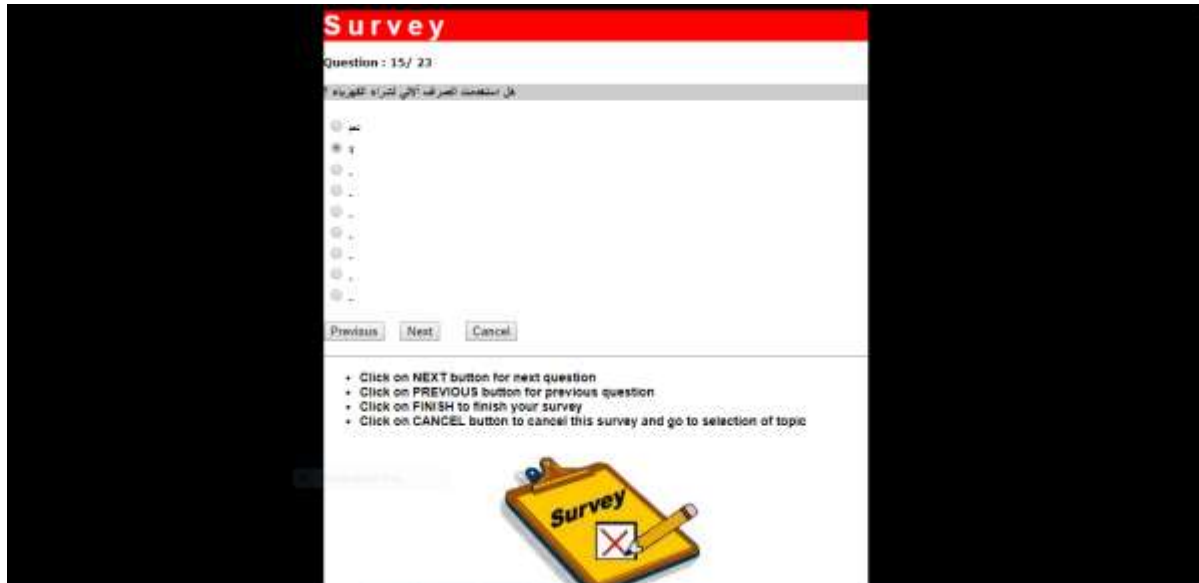 Survey
Question : 15/ 23
هل استخدمت الصراف الآلي لشراء الكهرباء ؟
نعم
لا
Previous Next Cancel
• Click on NEXT button for next question
• Click on PREVIOUS button for previous question
• Click on FINISH to finish your survey
• Click on CANCEL button to cancel this survey and go to selection of topic
Survey